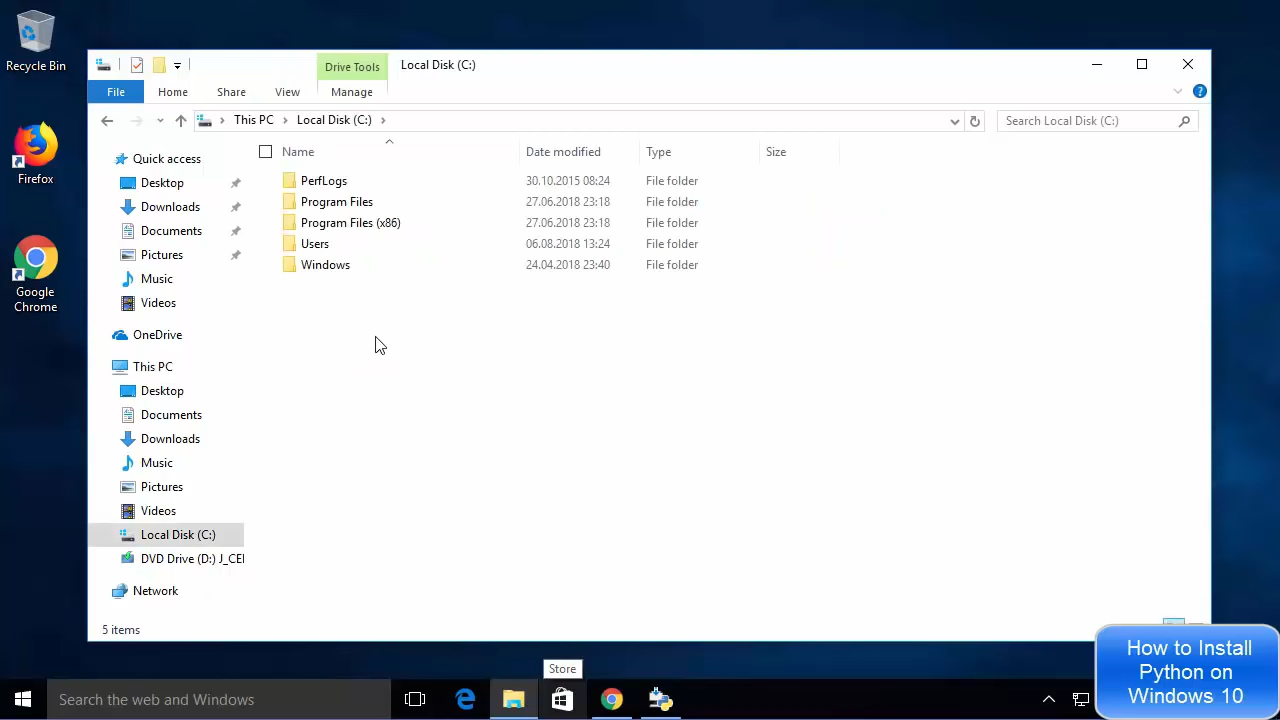 Recycle Bin
Firefox
Google
Chrome
Drive Tools
Local Disk (C:)
File
Home
Share
View
Manage
This PC
Local Disk (C:)
Search Local Disk (C:)
Name
Date modified
Type
Size
PerfLogs 30.10.2015 08:24 File folder
Program Files 27.06.2018 23:18 File folder
Program Files (x86) 27.06.2018 23:18 File folder
Users 06.08.2018 13:24 File folder
Windows 24.04.2018 23:40 File folder
Quick access
Desktop
Downloads
Documents
Pictures
Music
Videos
OneDrive
This PC
Desktop
Documents
Downloads
Music
Pictures
Videos
Local Disk (C:)
DVD Drive (D:) J_CEI
Network
5 items
Store
Search the web and Windows
How to Install
Python on
Windows 10